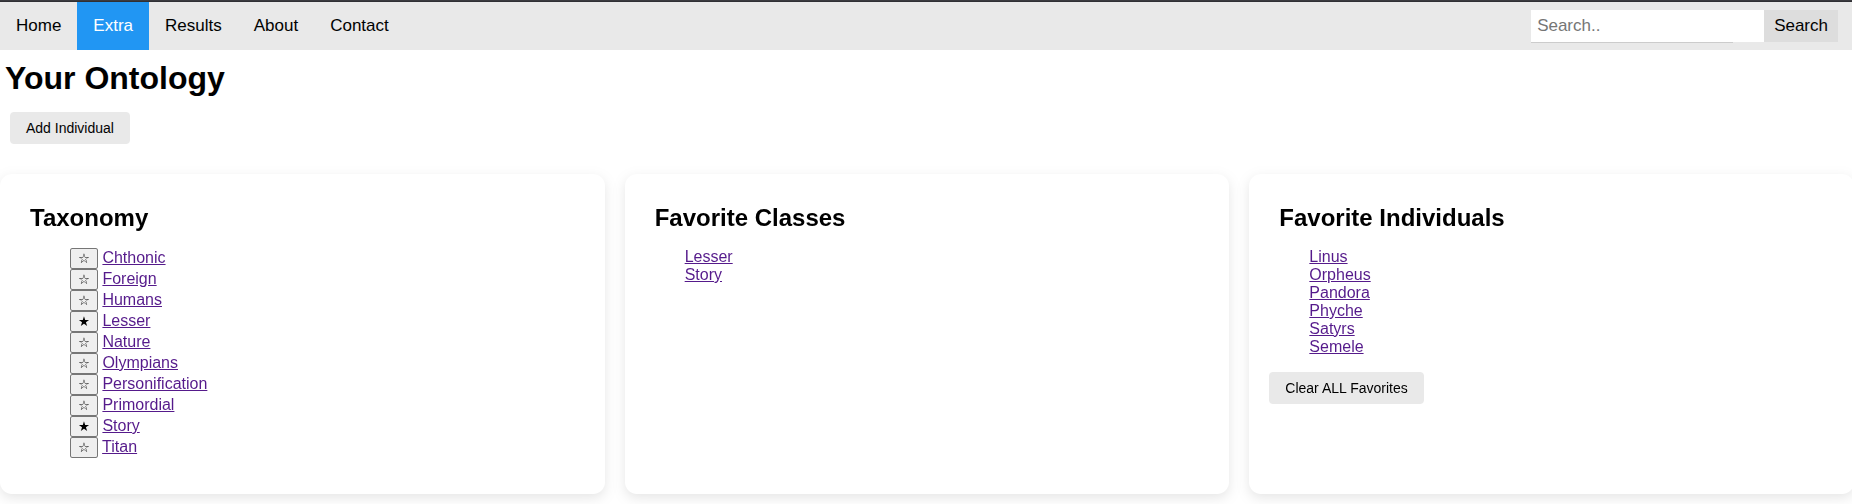 Home Extra Results About Contact Search.. Search
Your Ontology
Add Individual
Taxonomy
☆ Chthonic
☆ Foreign
☆ Humans
★ Lesser
☆ Nature
☆ Olympians
☆ Personification
☆ Primordial
★ Story
☆ Titan
Favorite Classes
Lesser
Story
Favorite Individuals
Linus
Orpheus
Pandora
Phyche
Satyrs
Semele
Clear ALL Favorites